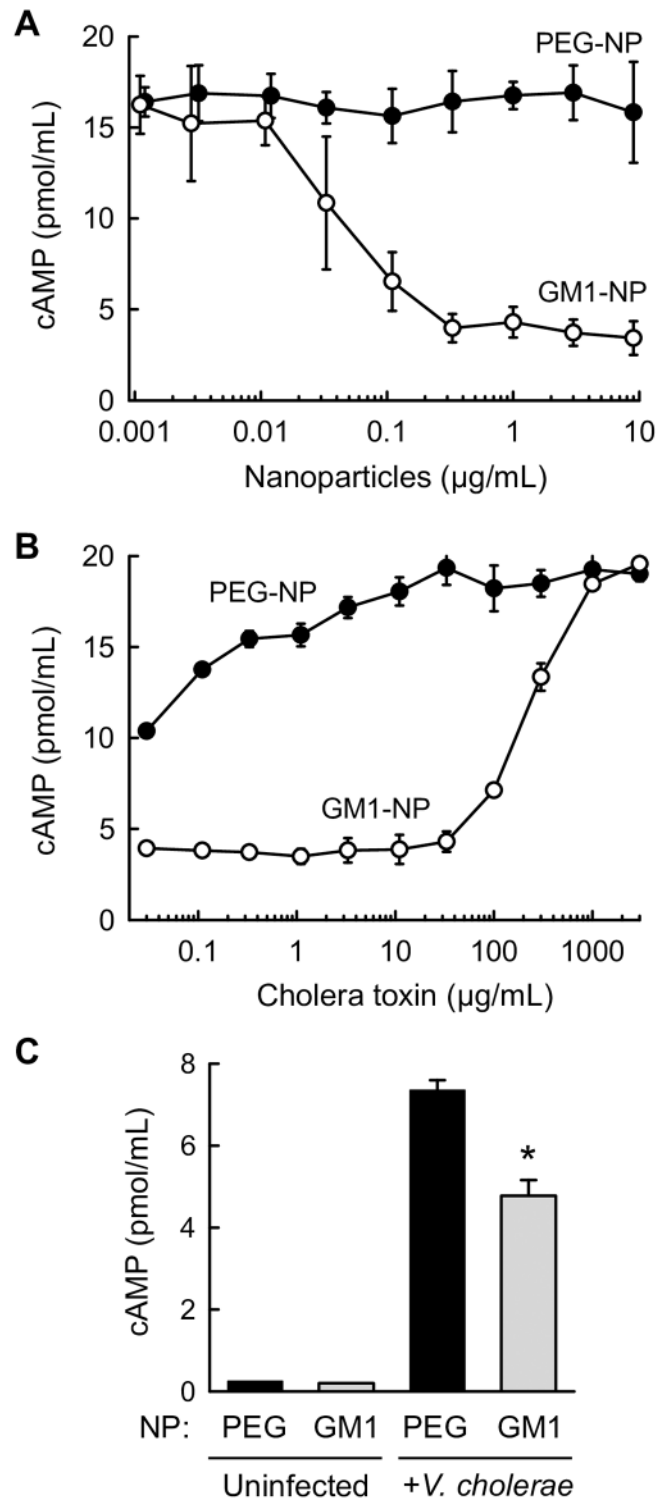 A
20
15
10
5
0
cAMP (pmol/mL)
PEG-NP
GM1-NP
0.001 0.01 0.1 1 10
Nanoparticles (µg/mL)
B
20
15
10
5
0
cAMP (pmol/mL)
PEG-NP
GM1-NP
0.1 1 10 100 1000
Cholera toxin (µg/mL)
C
8
6
4
2
0
cAMP (pmol/mL)
*
NP: PEG GM1 PEG GM1
Uninfected +V. cholerae